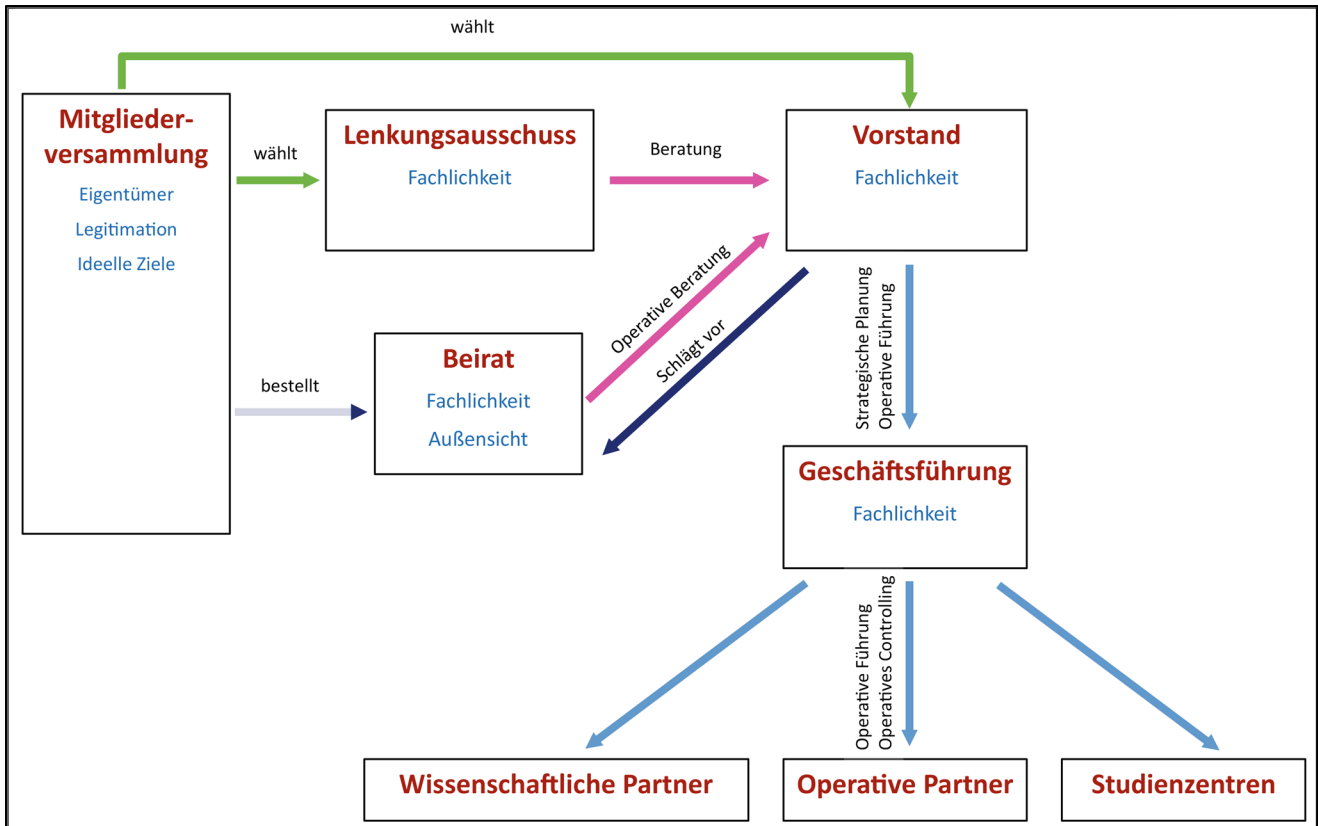 wählt
Mitglieder-
versammlung
Eigentümer
Legitimation
Ideelle Ziele
wählt
Lenkungsausschuss
Fachlichkeit
Beratung
Vorstand
Fachlichkeit
bestellt
Beirat
Fachlichkeit
Außensicht
Operative Beratung
Schlägt vor
Strategische Planung
Operative Führung
Geschäftsführung
Fachlichkeit
Operative Führung
Operatives Controlling
Wissenschaftliche Partner
Operative Partner
Studienzentren